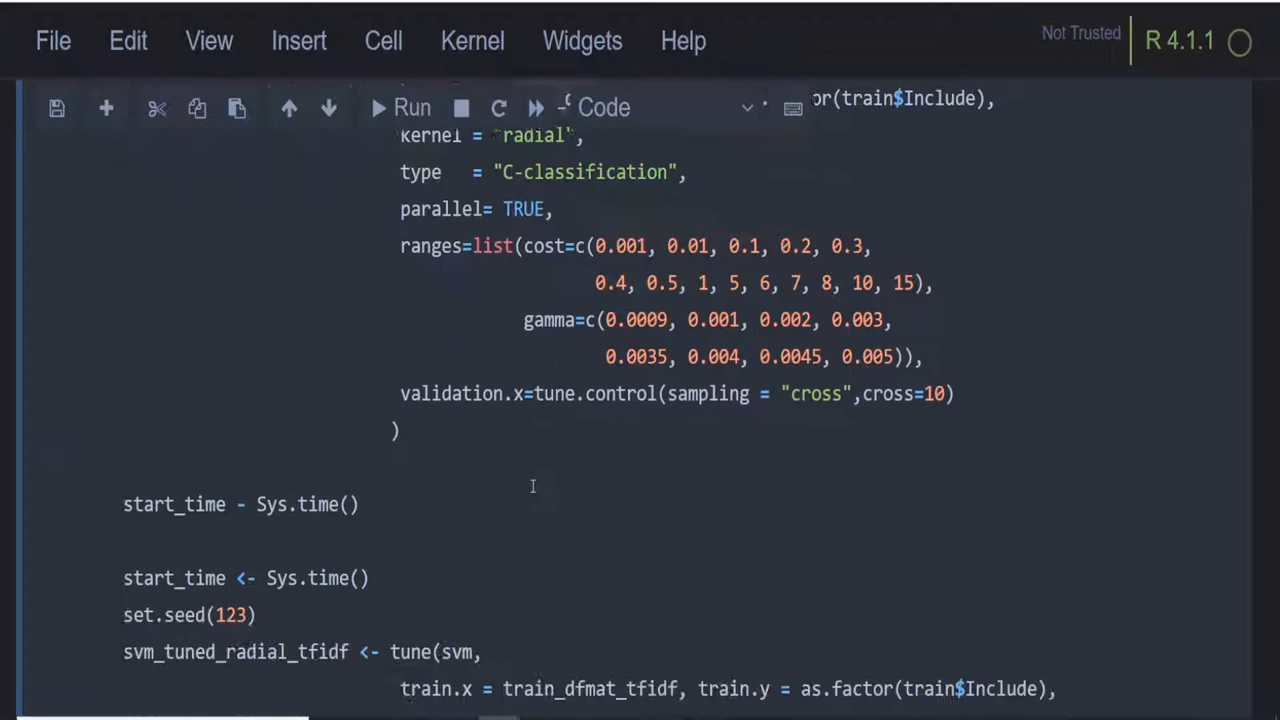 File Edit View Insert Cell Kernel Widgets Help Not Trusted R 4.1.1
Run Code or(train$Include),
kernel = "radial",
type = "C-classification",
parallel= TRUE,
ranges=list(cost=c(0.001, 0.01, 0.1, 0.2, 0.3,
0.4, 0.5, 1, 5, 6, 7, 8, 10, 15),
gamma=c(0.0009, 0.001, 0.002, 0.003,
0.0035, 0.004, 0.0045, 0.005)),
validation.x=tune.control(sampling = "cross",cross=10)
)
start_time - Sys.time()
start_time <- Sys.time()
set.seed(123)
svm_tuned_radial_tfidf <- tune(svm,
train.x = train_dfmat_tfidf, train.y = as.factor(train$Include),